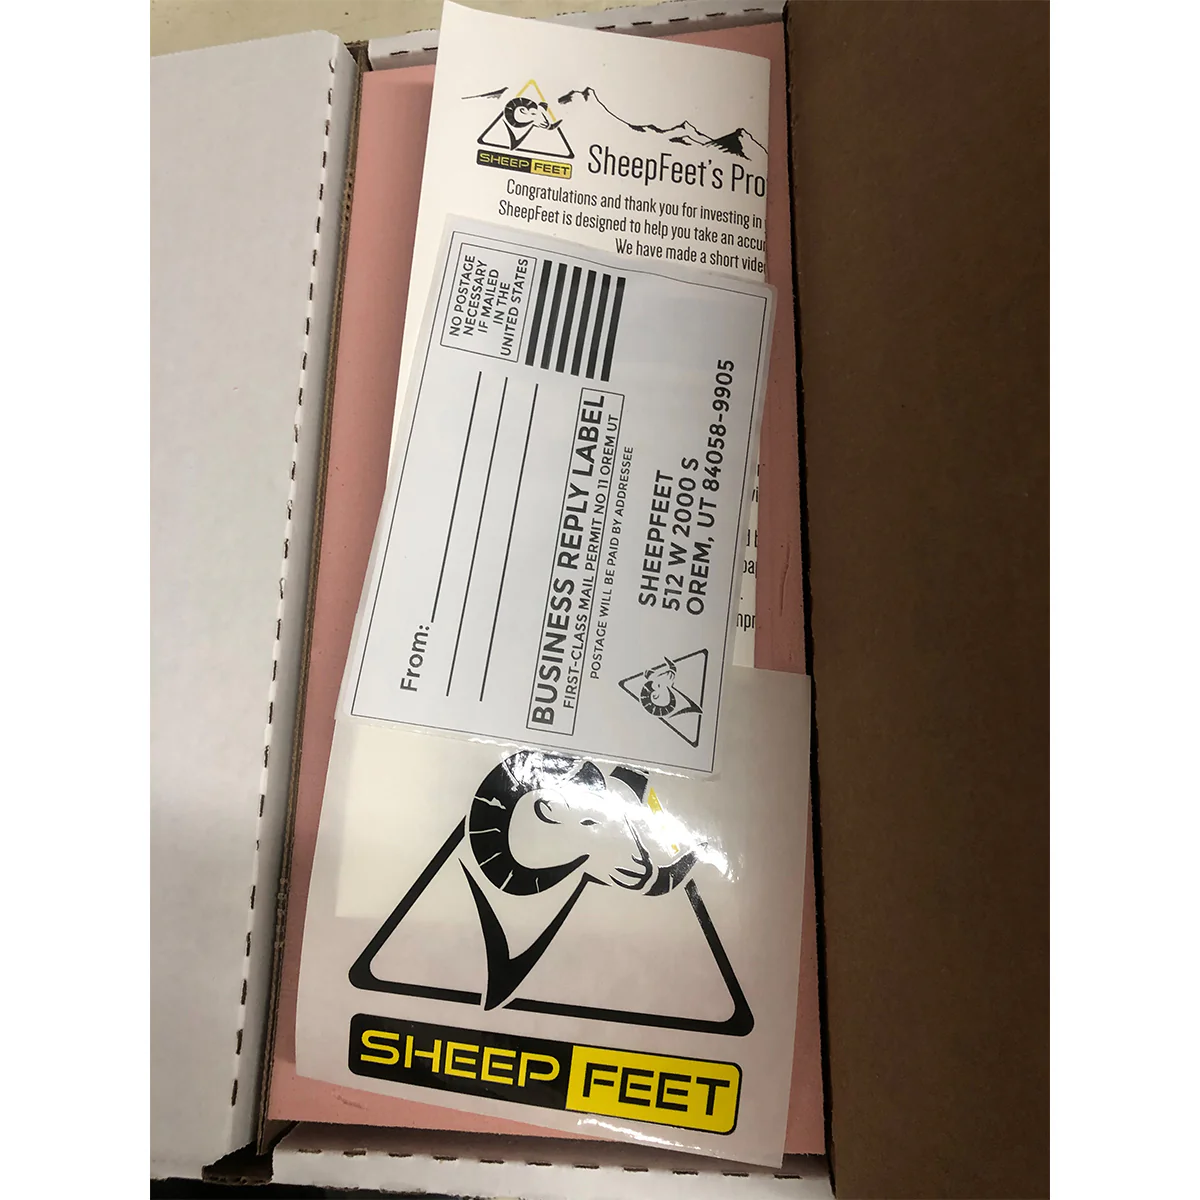 SHEEP FEET
SheepFeet's Pro
Congratulations and thank you for investing in
SheepFeet is designed to help you take an accu
We have made a short video
NO POSTAGE
NECESSARY
IF MAILED
IN THE
UNITED STATES
From:
BUSINESS REPLY LABEL
FIRST-CLASS MAIL PERMIT NO 11 OREM UT
POSTAGE WILL BE PAID BY ADDRESSEE
SHEEPFEET
512 W 2000 S
OREM, UT 84058-9905
SHEEP FEET